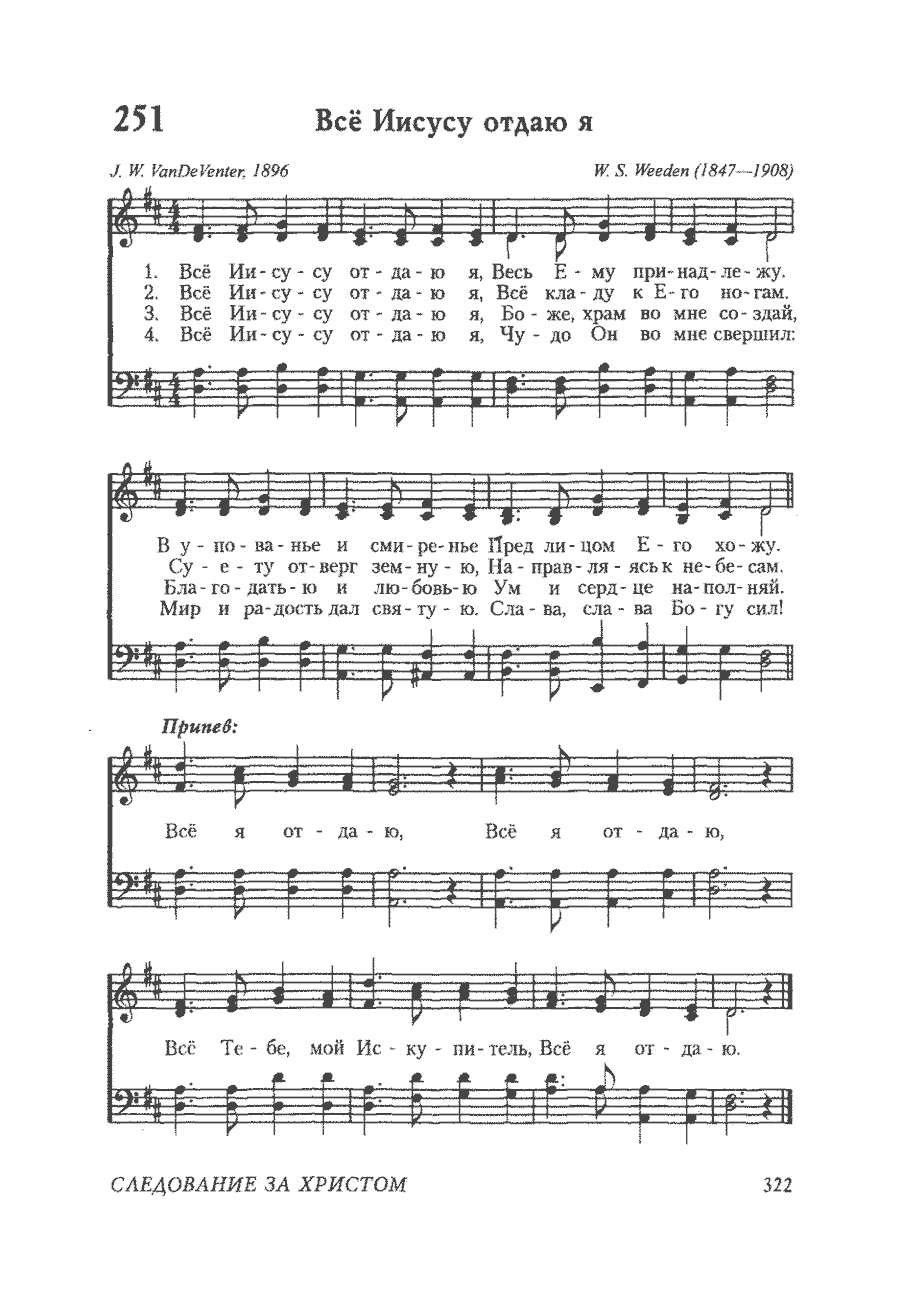 251
Всё Иисусу отдаю я
J. W. VanDeVenter, 1896
W. S. Weeden (1847—1908)
1. Всё Ии - су - су от - да - ю я, Весь Е - му при - над - ле - жу.
2. Всё Ии - су - су от - да - ю я, Всё кла - ду к Е - го но - гам.
3. Всё Ии - су - су от - да - ю я, Бо - же, храм во мне со - здай,
4. Всё Ии - су - су от - да - ю я, Чу - до Он во мне свершил:
В у - по - ва - нье и сми - ре - нье Пред ли - цом Е - го хо - жу.
Су - е - ту от - верг зем - ну - ю, На - прав - ля - ясь к не - бе - сам.
Бла - го - дать - ю и лю - бовь - ю Ум и серд - це на - пол - няй.
Мир и ра - дость дал свя - ту - ю. Сла - ва, сла - ва Бо - гу сил!
Припев:
Всё я от - да - ю, Всё я от - да - ю,
Всё Те - бе, мой Ис - ку - пи - тель, Всё я от - да - ю.
СЛЕДОВАНИЕ ЗА ХРИСТОМ
322